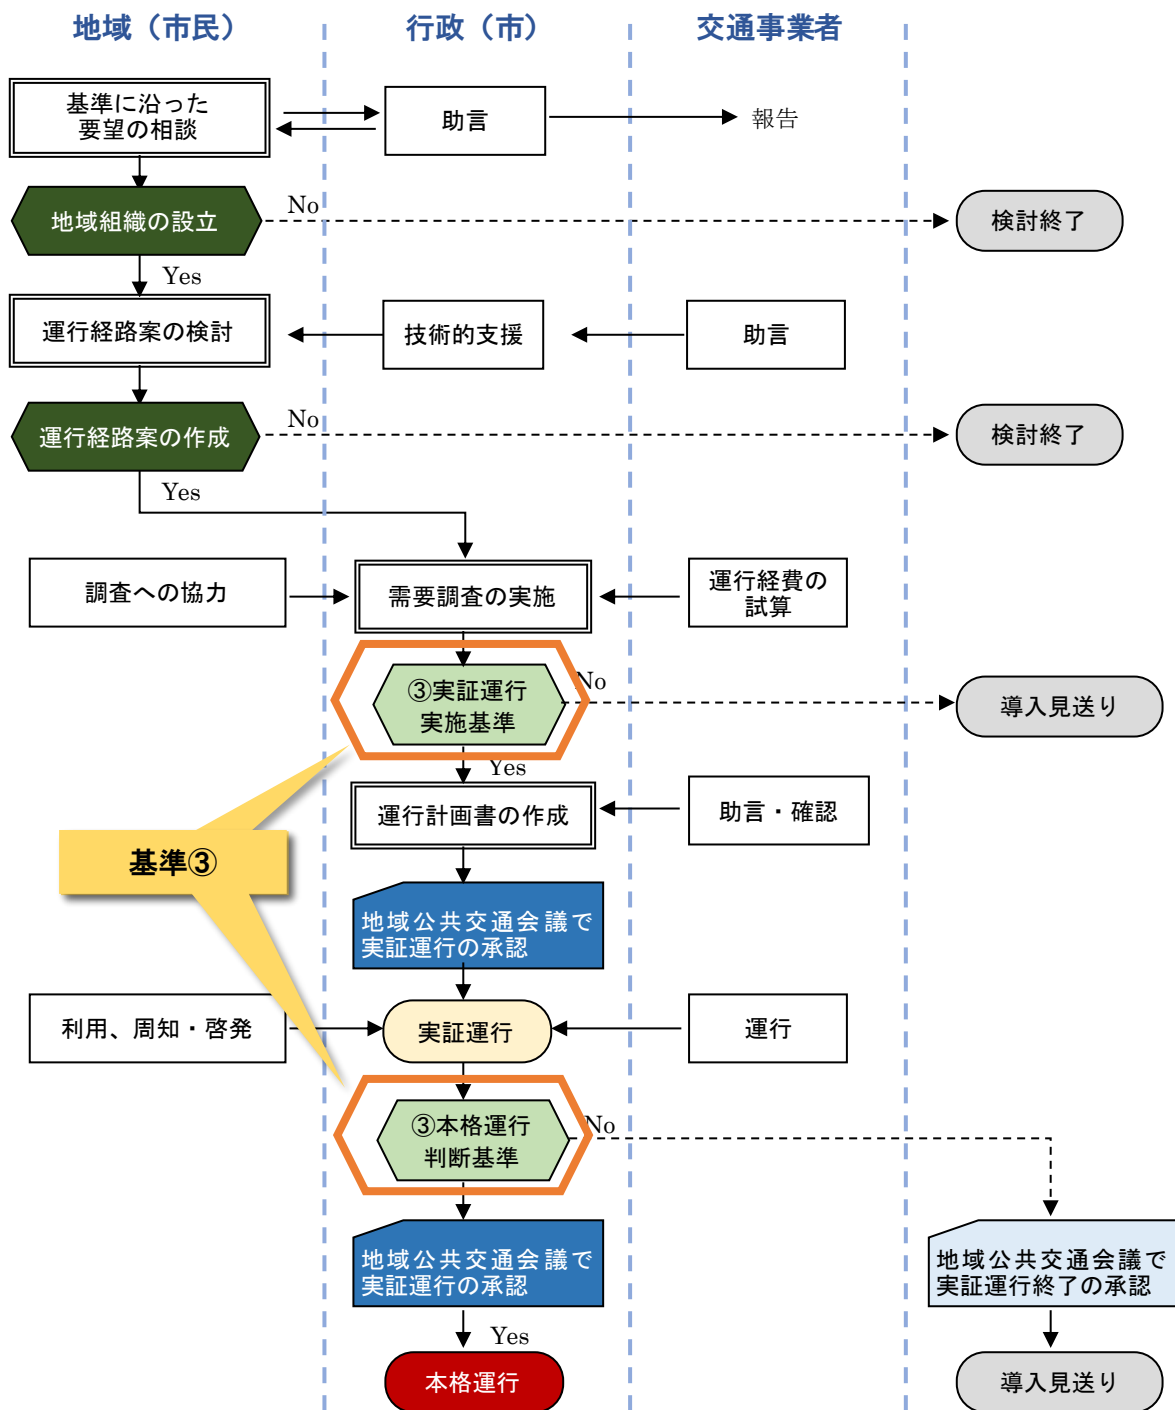 地域（市民）
行政（市）
交通事業者
基準に沿った
要望の相談
助言
報告
地域組織の設立
No
検討終了
Yes
運行経路案の検討
技術的支援
助言
運行経路案の作成
No
検討終了
Yes
調査への協力
需要調査の実施
運行経費の
試算
③実証運行
実施基準
No
導入見送り
Yes
運行計画書の作成
助言・確認
基準③
地域公共交通会議で
実証運行の承認
利用、周知・啓発
実証運行
運行
③本格運行
判断基準
No
地域公共交通会議で
実証運行の承認
地域公共交通会議で
実証運行終了の承認
Yes
本格運行
導入見送り